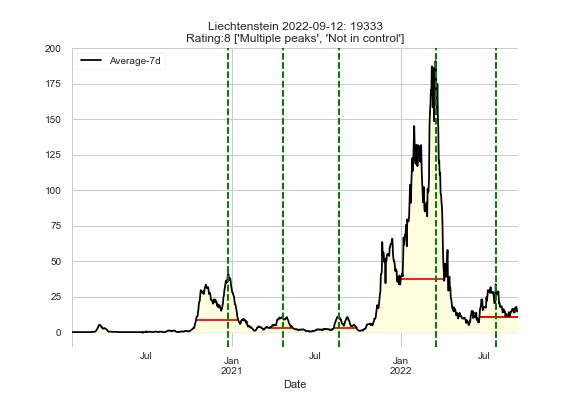 Liechtenstein 2022-09-12: 19333
Rating:8 ['Multiple peaks', 'Not in control']
Average-7d
200
175
150
125
100
75
50
25
0
Jul
Jan
2021
Jul
Jan
2022
Jul
Date